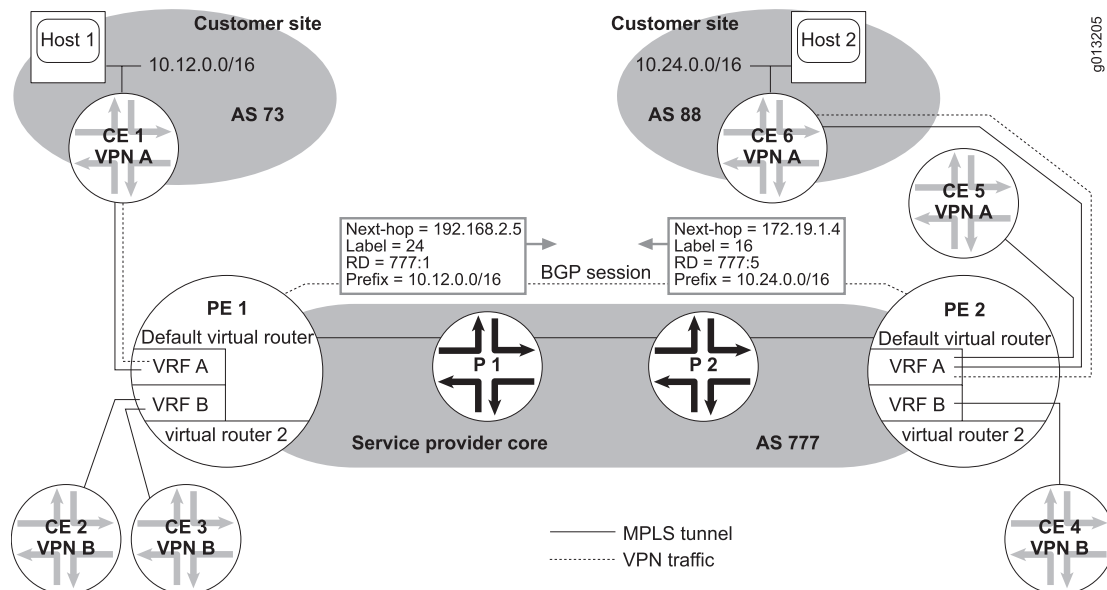 Customer site
Host 1
10.12.0.0/16
AS 73
CE 1
VPN A
Customer site
Host 2
10.24.0.0/16
AS 88
CE 6
VPN A
g013205
CE 5
VPN A
Next-hop = 192.168.2.5
Label = 24
RD = 777:1
Prefix = 10.12.0.0/16
BGP session
Next-hop = 172.19.1.4
Label = 16
RD = 777:5
Prefix = 10.24.0.0/16
PE 1
Default virtual router
VRF A
VRF B
virtual router 2
P 1
P 2
Service provider core
AS 777
PE 2
Default virtual router
VRF A
VRF B
virtual router 2
CE 2
VPN B
CE 3
VPN B
MPLS tunnel
VPN traffic
CE 4
VPN B